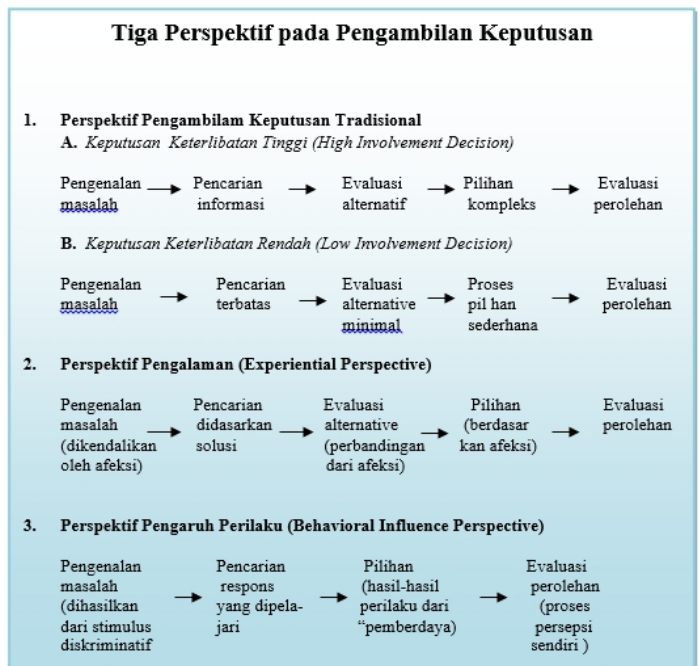 Tiga Perspektif pada Pengambilan Keputusan
1. Perspektif Pengambilam Keputusan Tradisional
A. Keputusan Keterlibatan Tinggi (High Involvement Decision)
Pengenalan Pencarian Evaluasi Pilihan Evaluasi
masalah informasi alternatif kompleks perolehan
B. Keputusan Keterlibatan Rendah (Low Involvement Decision)
Pengenalan Pencarian Evaluasi Proses Evaluasi
masalah terbatas alternative pil han perolehan
minimal sederhana
2. Perspektif Pengalaman (Experiential Perspective)
Pengenalan Pencarian Evaluasi Pilihan Evaluasi
masalah didasarkan alternative (berdasar perolehan
(dikendalikan solusi (perbandingan kan afeksi)
oleh afeksi) dari afeksi)
3. Perspektif Pengaruh Perilaku (Behavioral Influence Perspective)
Pengenalan Pencarian Pilihan Evaluasi
masalah respons (hasil-hasil perolehan
(dihasilkan yang dipela- perilaku dari (proses
dari stimulus jari “pemberdaya) persepsi
diskriminatif sendiri )